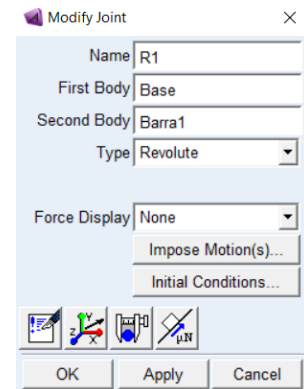 Modify Joint
Name R1
First Body Base
Second Body Barra1
Type Revolute
Force Display None
Impose Motion(s)...
Initial Conditions...
Z Y X μN
OK Apply Cancel